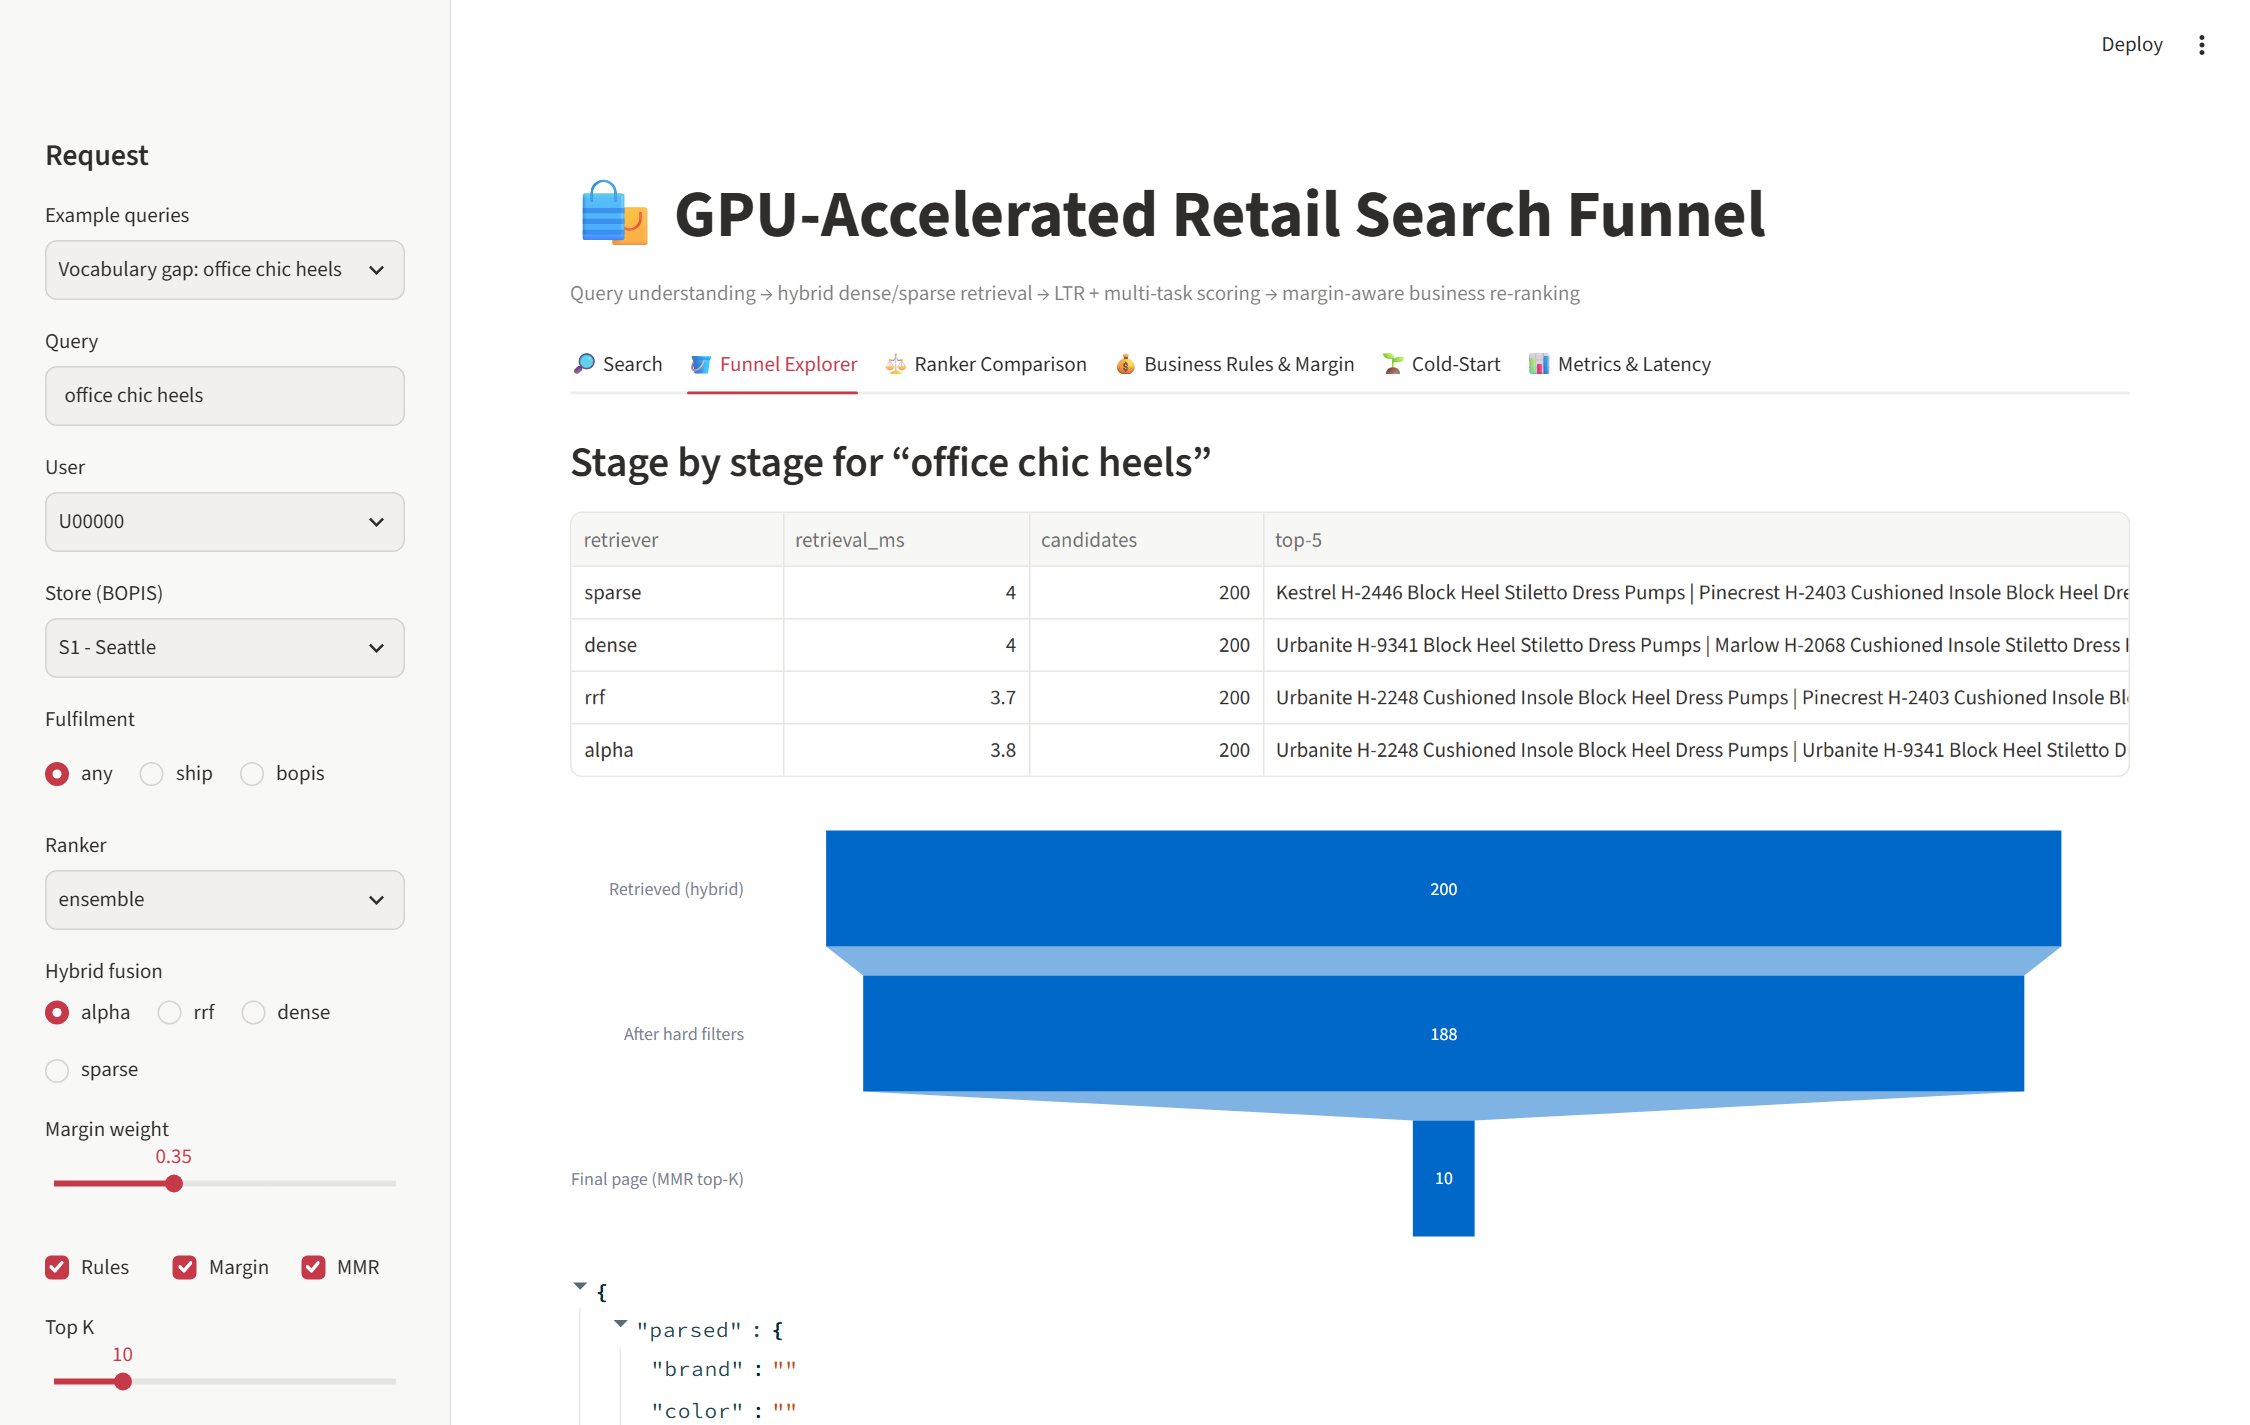 Deploy
Request
Example queries
Vocabulary gap: office chic heels
Query
office chic heels
User
U00000
Store (BOPIS)
S1 - Seattle
Fulfilment
any ship bopis
Ranker
ensemble
Hybrid fusion
alpha rrf dense
sparse
Margin weight
0.35
Rules Margin MMR
Top K
10
GPU-Accelerated Retail Search Funnel
Query understanding → hybrid dense/sparse retrieval → LTR + multi-task scoring → margin-aware business re-ranking
Search Funnel Explorer Ranker Comparison Business Rules & Margin Cold-Start Metrics & Latency
Stage by stage for “office chic heels”
retriever retrieval_ms candidates top-5
sparse 4 200 Kestrel H-2446 Block Heel Stiletto Dress Pumps | Pinecrest H-2403 Cushioned Insole Block Heel Dre
dense 4 200 Urbanite H-9341 Block Heel Stiletto Dress Pumps | Marlow H-2068 Cushioned Insole Stiletto Dress
rrf 3.7 200 Urbanite H-2248 Cushioned Insole Block Heel Dress Pumps | Pinecrest H-2403 Cushioned Insole Bl
alpha 3.8 200 Urbanite H-2248 Cushioned Insole Block Heel Dress Pumps | Urbanite H-9341 Block Heel Stiletto D
Retrieved (hybrid) 200
After hard filters 188
Final page (MMR top-K) 10
{
"parsed" : {
"brand" : ""
"color" : ""